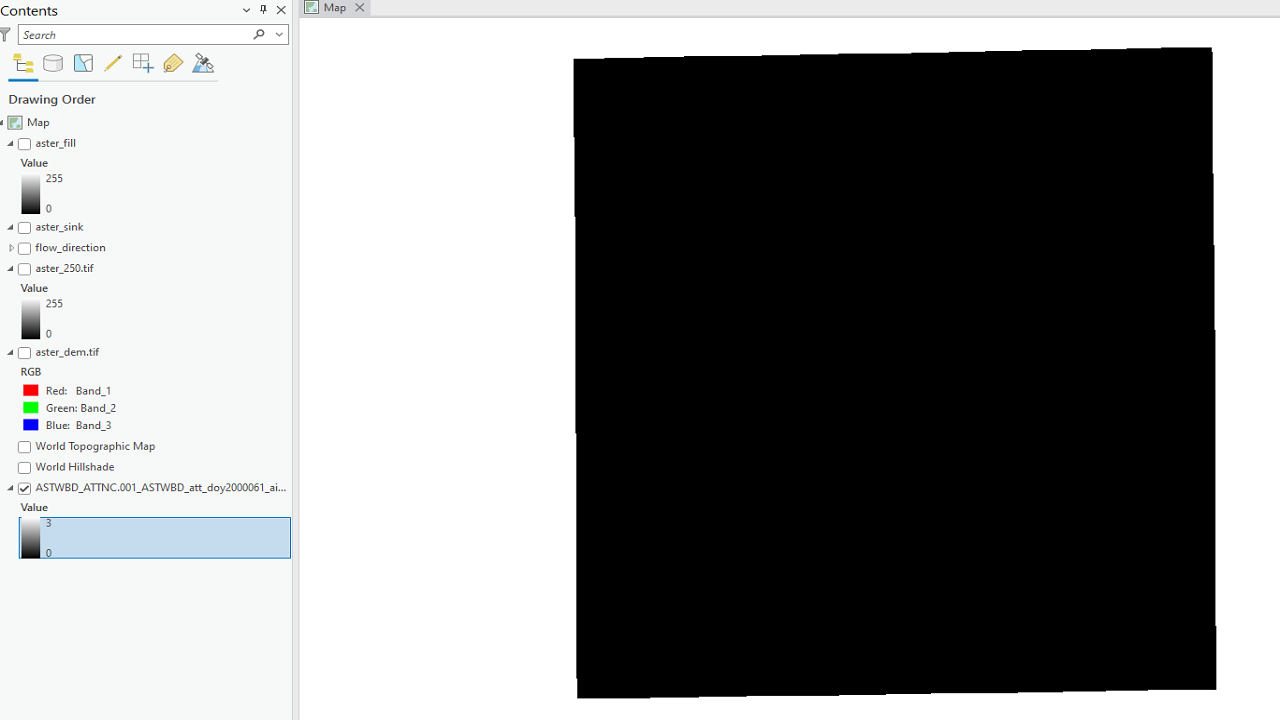 Contents
Map
Search
Drawing Order
Map
aster_fill
Value
255
0
aster_sink
flow_direction
aster_250.tif
Value
255
0
aster_dem.tif
RGB
Red: Band_1
Green: Band_2
Blue: Band_3
World Topographic Map
World Hillshade
ASTWBD_ATTNC.001_ASTWBD_att_doy2000061_ai...
Value
3
0